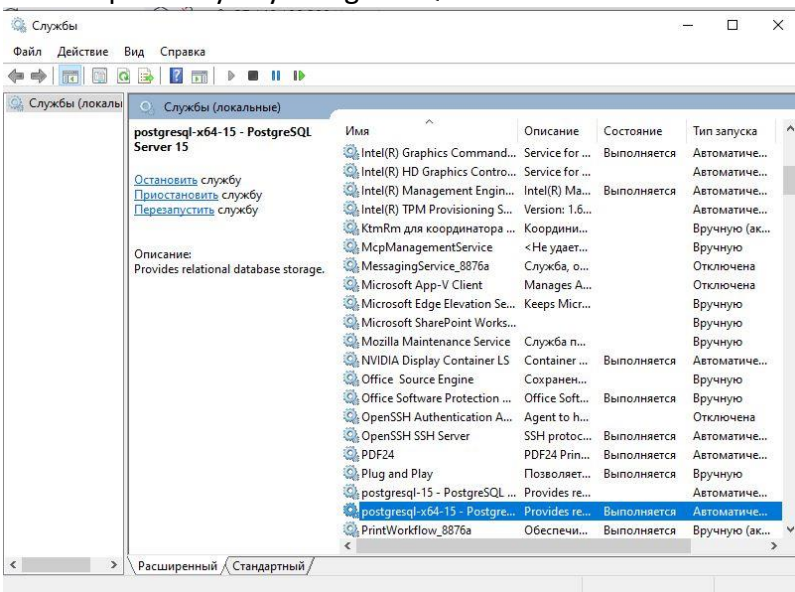 Службы
Файл Действие Вид Справка
Службы (локалы
Службы (локальные)
postgresql-x64-15 - PostgreSQL
Server 15
Остановить службу
Приостановить службу
Перезапустить службу
Описание:
Provides relational database storage.
Имя Описание Состояние Тип запуска
Intel(R) Graphics Command... Service for ... Выполняется Автоматиче...
Intel(R) HD Graphics Contro... Service for ... Автоматиче...
Intel(R) Management Engin... Intel(R) Ma... Выполняется Автоматиче...
Intel(R) TPM Provisioning S... Version: 1.6... Автоматиче...
KtmRm для координатора ... Координи... Вручную (ак...
McpManagementService <Не удает... Вручную
MessagingService_8876a Служба, о... Отключена
Microsoft App-V Client Manages A... Отключена
Microsoft Edge Elevation Se... Keeps Micr... Вручную
Microsoft SharePoint Works... Вручную
Mozilla Maintenance Service Служба п... Вручную
NVIDIA Display Container LS Container ... Выполняется Автоматиче...
Office Source Engine Сохранен... Вручную
Office Software Protection ... Office Soft... Выполняется Вручную
OpenSSH Authentication A... Agent to h... Отключена
OpenSSH SSH Server SSH protoc... Выполняется Автоматиче...
PDF24 PDF24 Prin... Выполняется Автоматиче...
Plug and Play Позволяет... Выполняется Вручную
postgresql-15 - PostgreSQL ... Provides re... Автоматиче...
postgresql-x64-15 - Postgre... Provides re... Выполняется Автоматиче...
PrintWorkflow_8876a Обеспечи... Выполняется Вручную (ак...
Расширенный Стандартный